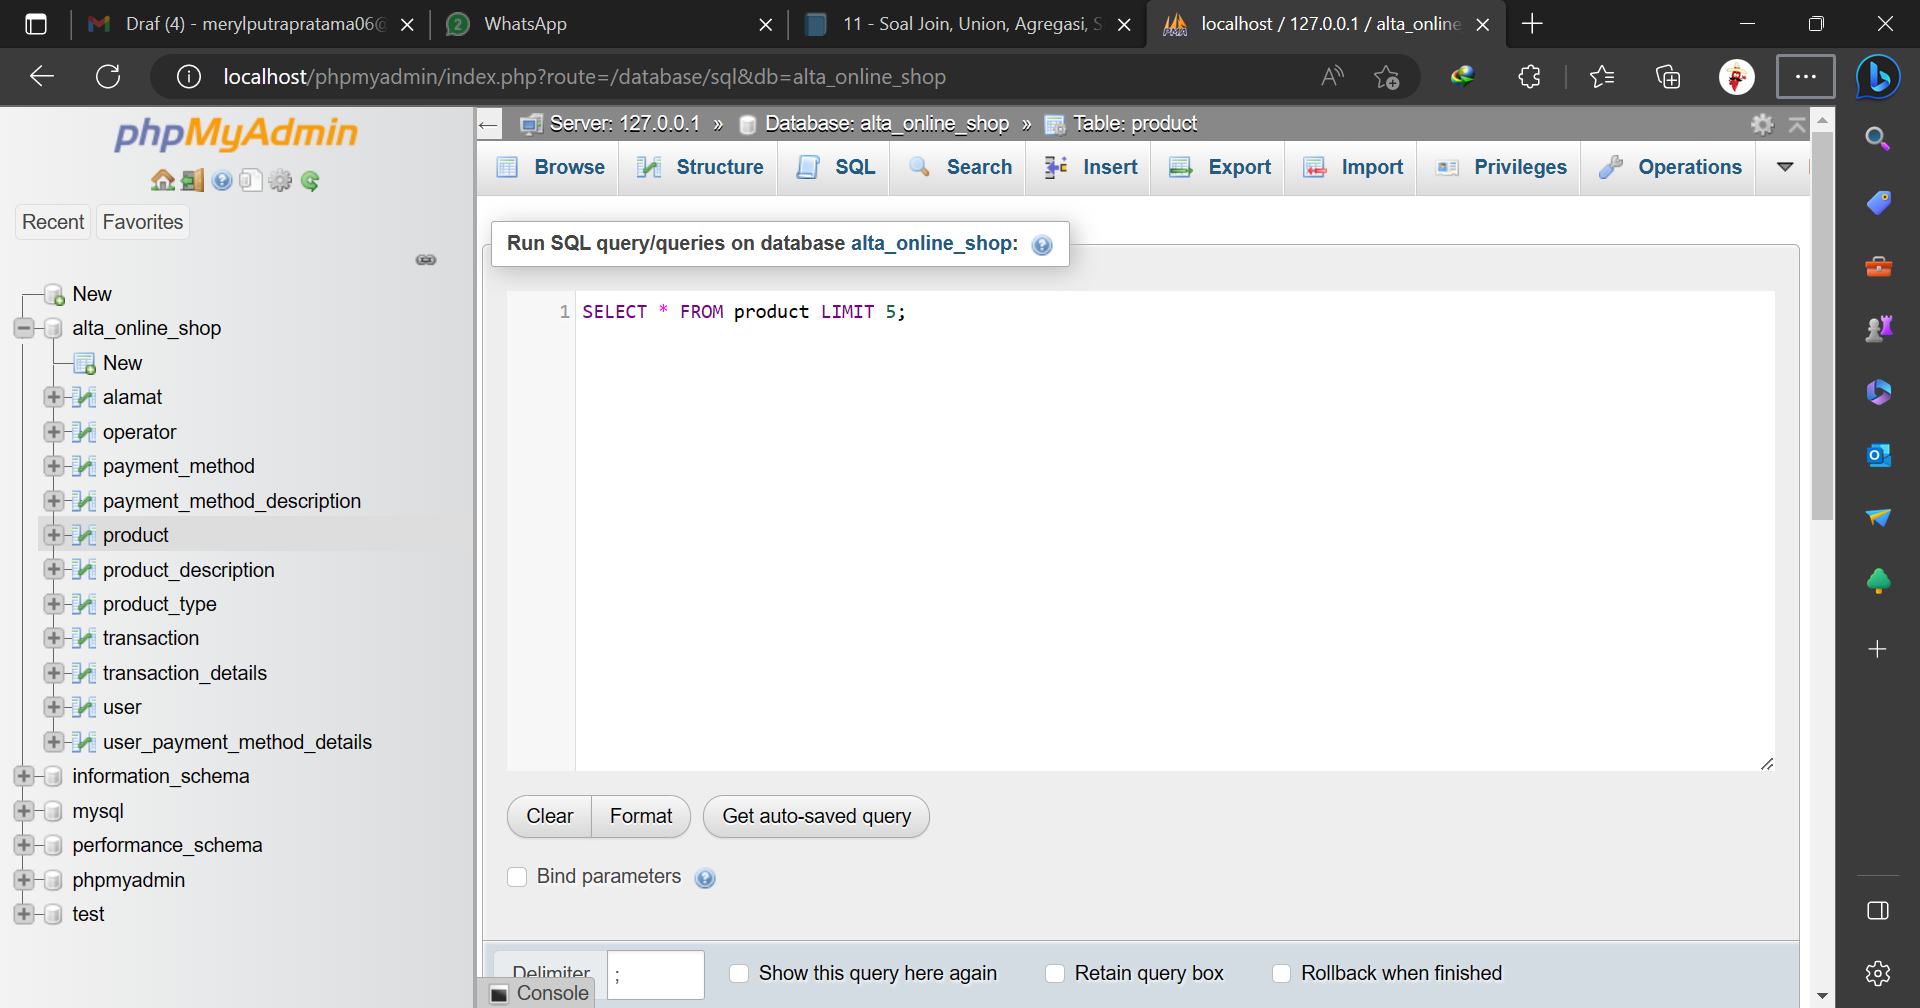 Draf (4) - merylputrapratama06@
WhatsApp
11 - Soal Join, Union, Agregasi, S
localhost / 127.0.0.1 / alta_online
localhost/phpmyadmin/index.php?route=/database/sql&db=alta_online_shop
phpMyAdmin
Recent
Favorites
New
alta_online_shop
New
alamat
operator
payment_method
payment_method_description
product
product_description
product_type
transaction
transaction_details
user
user_payment_method_details
information_schema
mysql
performance_schema
phpmyadmin
test
Server: 127.0.0.1 » Database: alta_online_shop » Table: product
Browse Structure SQL Search Insert Export Import Privileges Operations
Run SQL query/queries on database alta_online_shop:
1 SELECT * FROM product LIMIT 5;
Clear Format Get auto-saved query
Bind parameters
Delimiter ; Show this query here again Retain query box Rollback when finished
Console